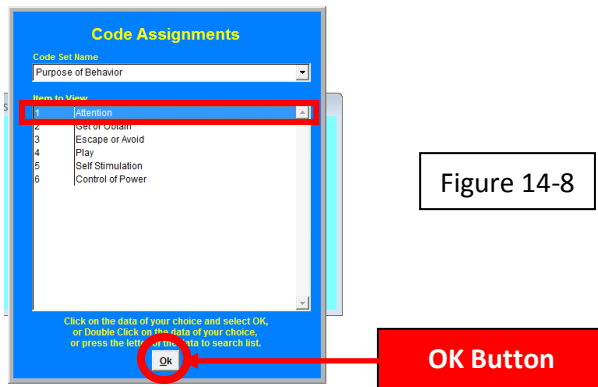 Code Assignments
Code Set Name
Purpose of Behavior
Item to View
1 Attention
2 Get or Obtain
3 Escape or Avoid
4 Play
5 Self Stimulation
6 Control of Power
Click on the data of your choice and select OK,
or Double Click on the data of your choice,
or press the letter of the data to search list.
Ok
Figure 14-8
OK Button